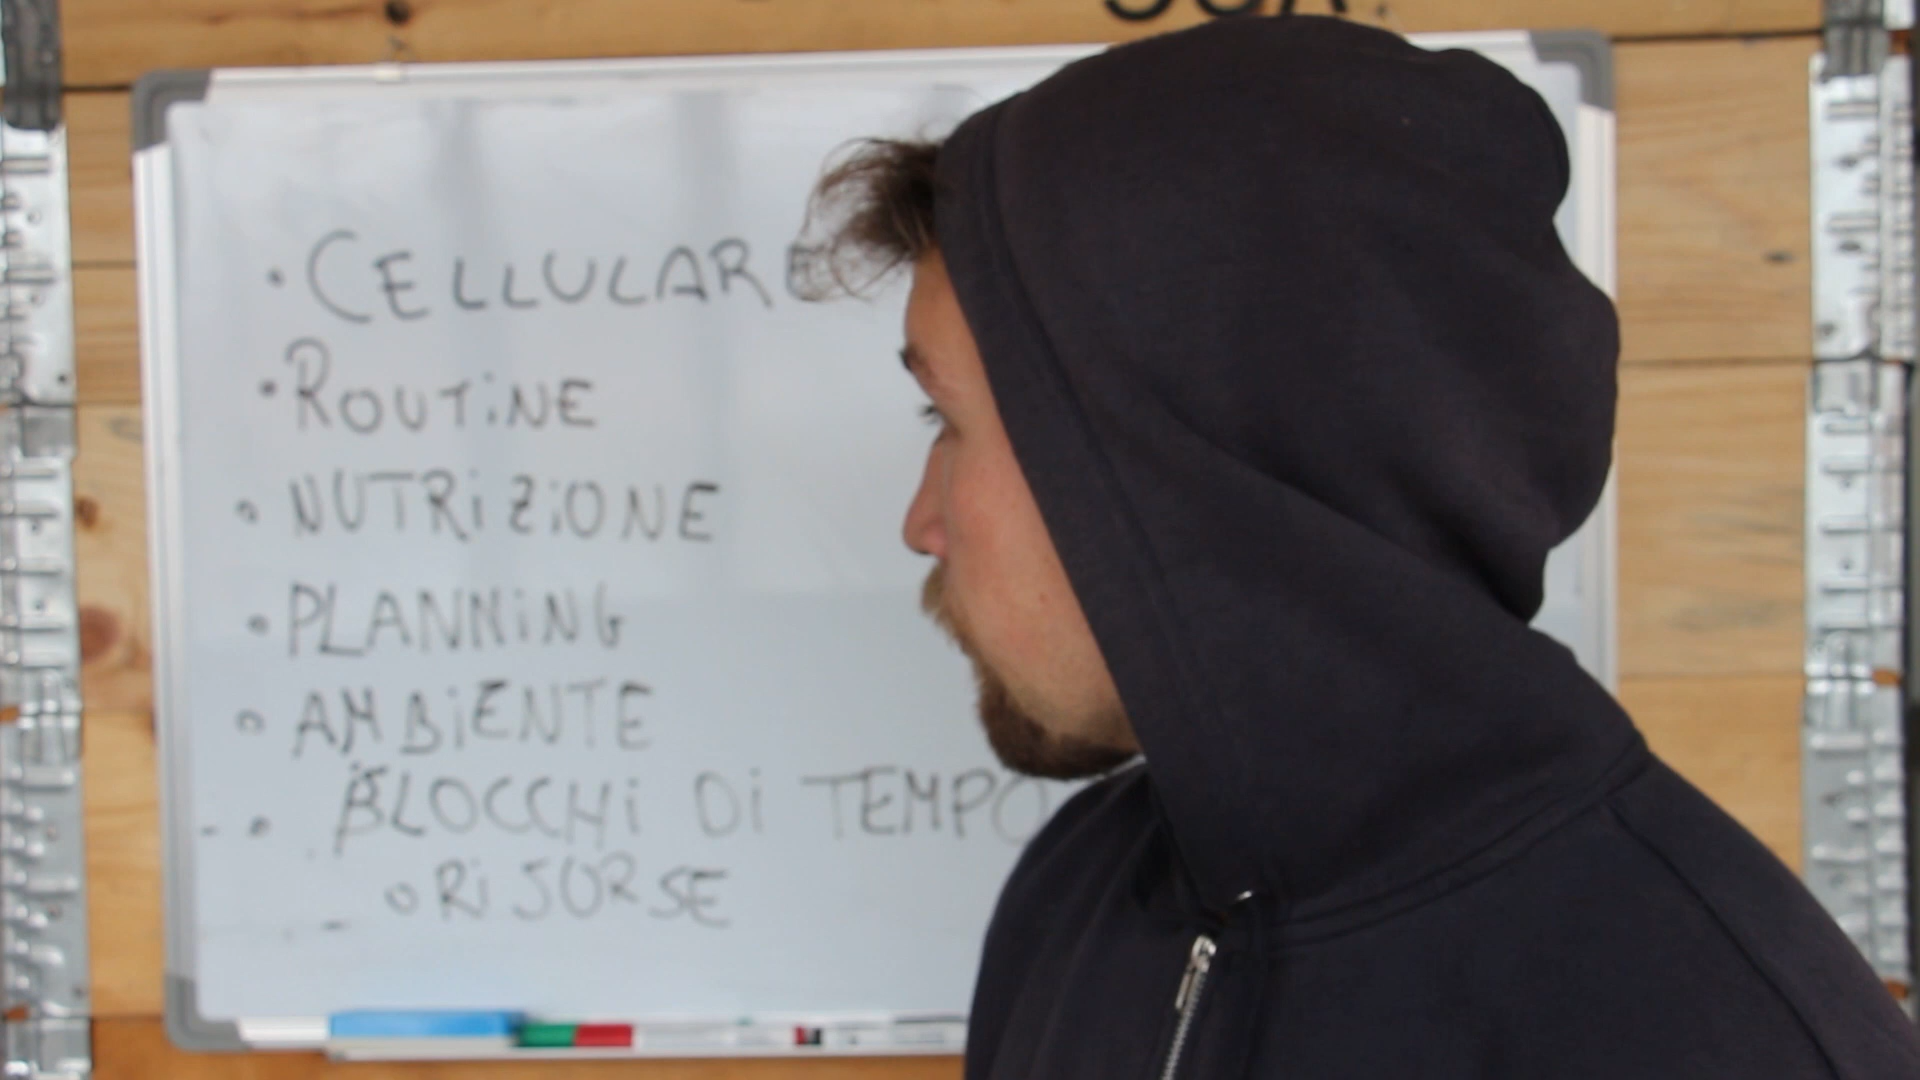 • CELLULARE
• ROUTiNE
• NUTRiZiONE
• PLANNiNG
• AMBiENTE
• BLOCCHi Di TEMPO
o RiSORSE